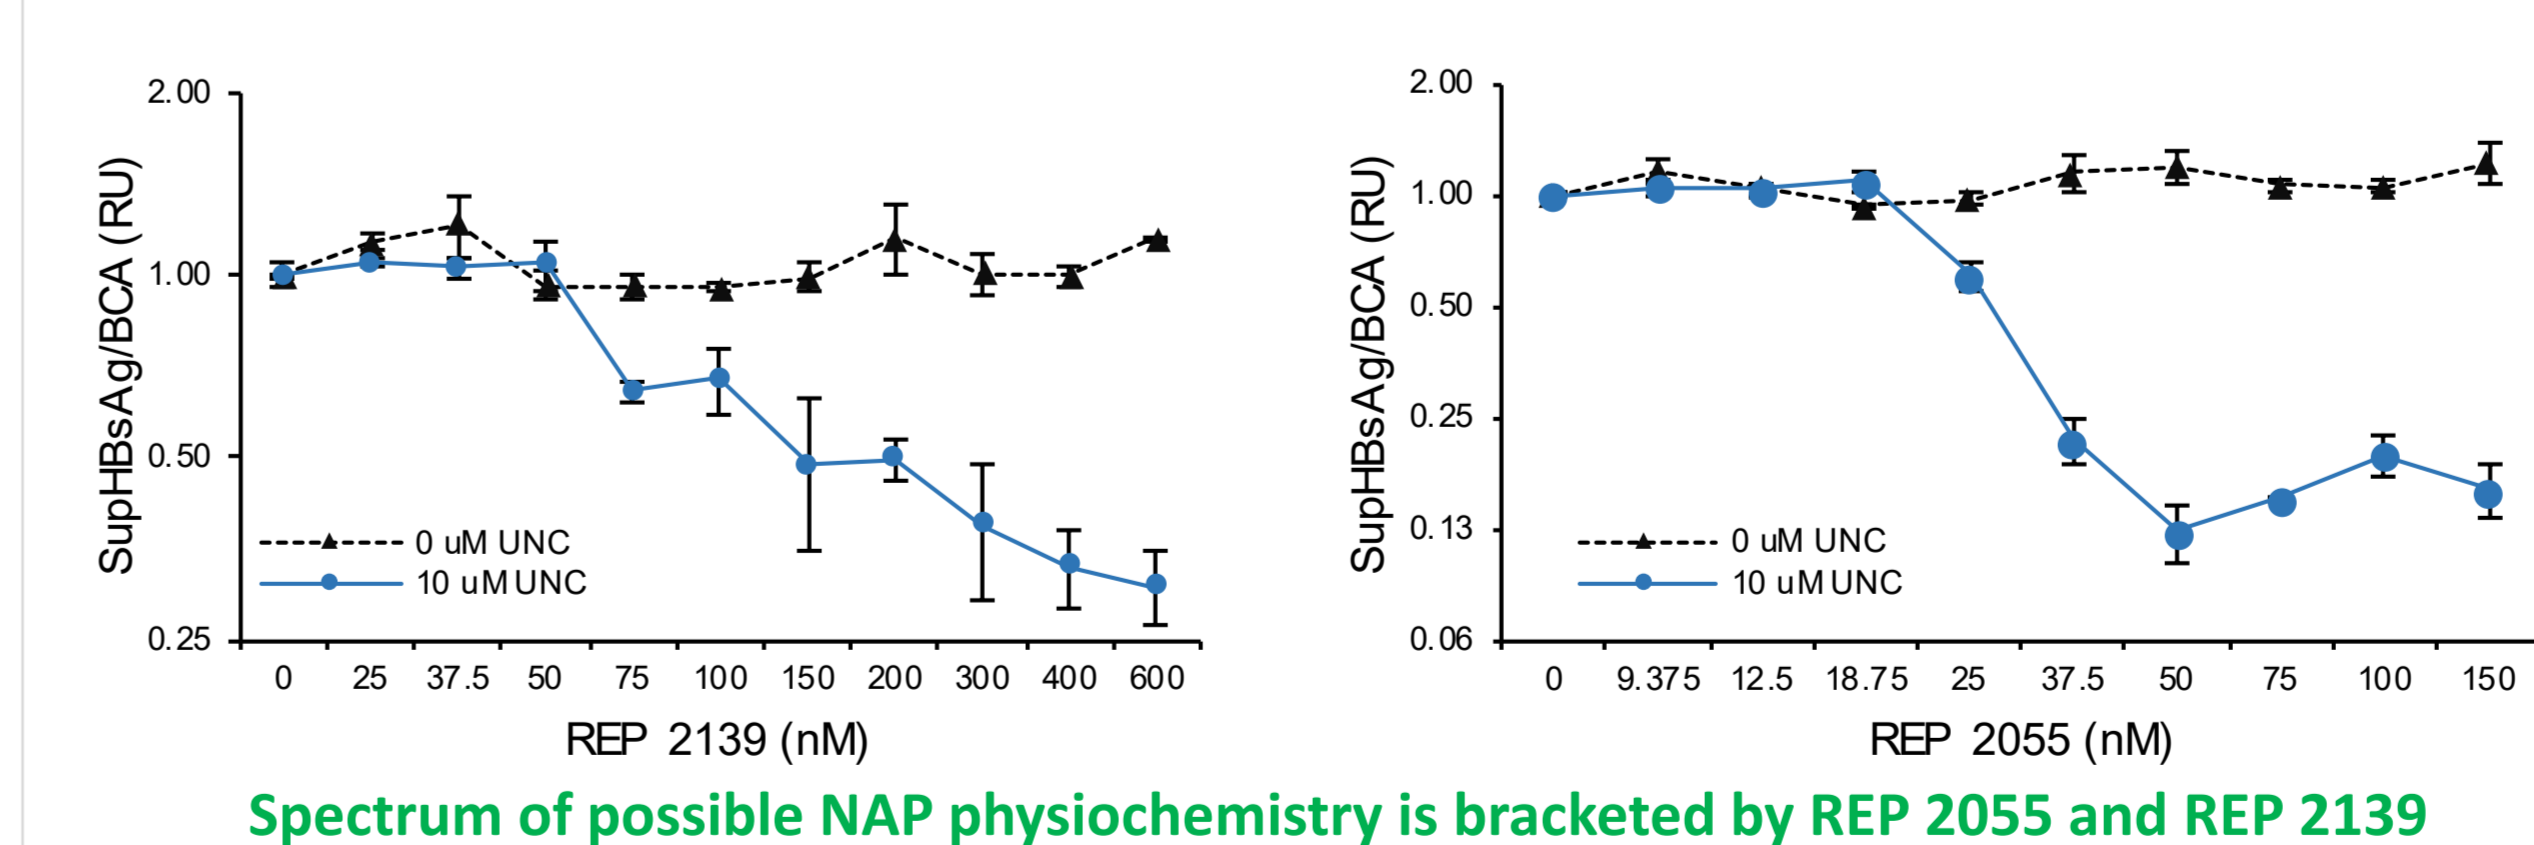 SupHBsAg/BCA (RU)
2.00
1.00
0.50
0.25
0 uM UNC
10 uM UNC
0 25 37.5 50 75 100 150 200 300 400 600
REP 2139 (nM)
SupHBsAg/BCA (RU)
2.00
1.00
0.50
0.25
0.13
0.06
0 uM UNC
10 uM UNC
0 9.375 12.5 18.75 25 37.5 50 75 100 150
REP 2055 (nM)
Spectrum of possible NAP physiochemistry is bracketed by REP 2055 and REP 2139